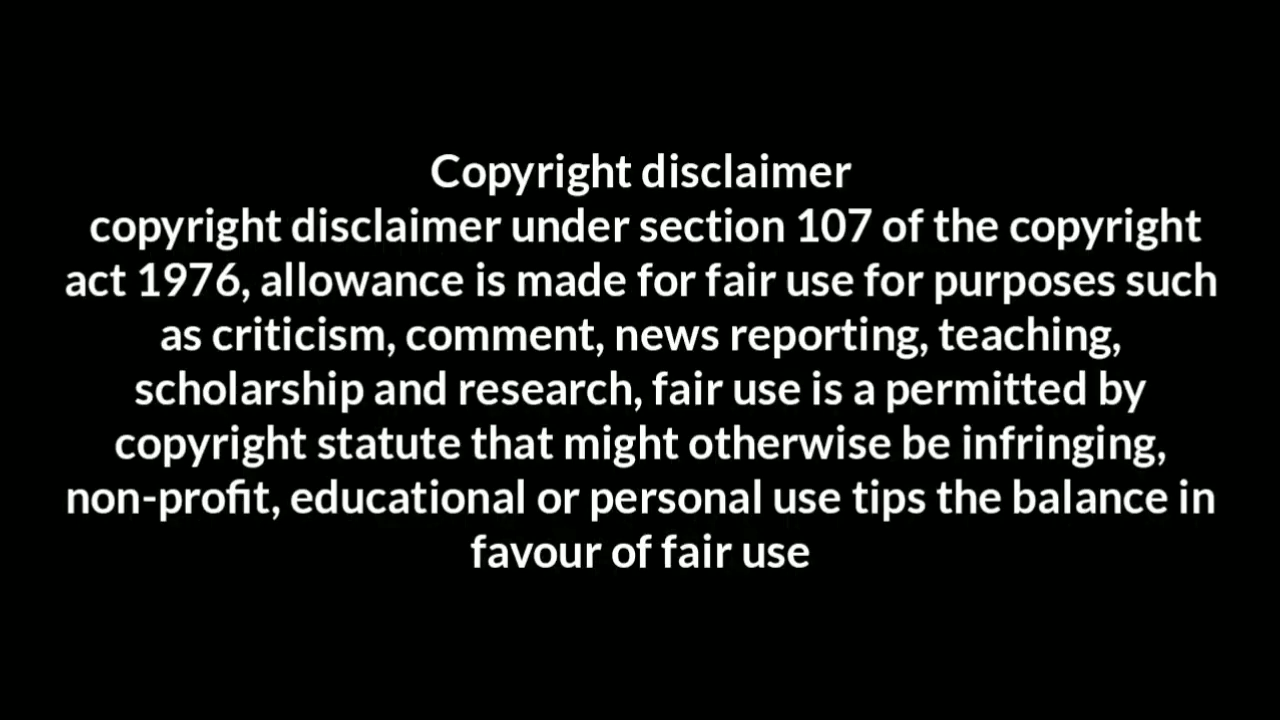 Copyright disclaimer
copyright disclaimer under section 107 of the copyright
act 1976, allowance is made for fair use for purposes such
as criticism, comment, news reporting, teaching,
scholarship and research, fair use is a permitted by
copyright statute that might otherwise be infringing,
non-profit, educational or personal use tips the balance in
favour of fair use